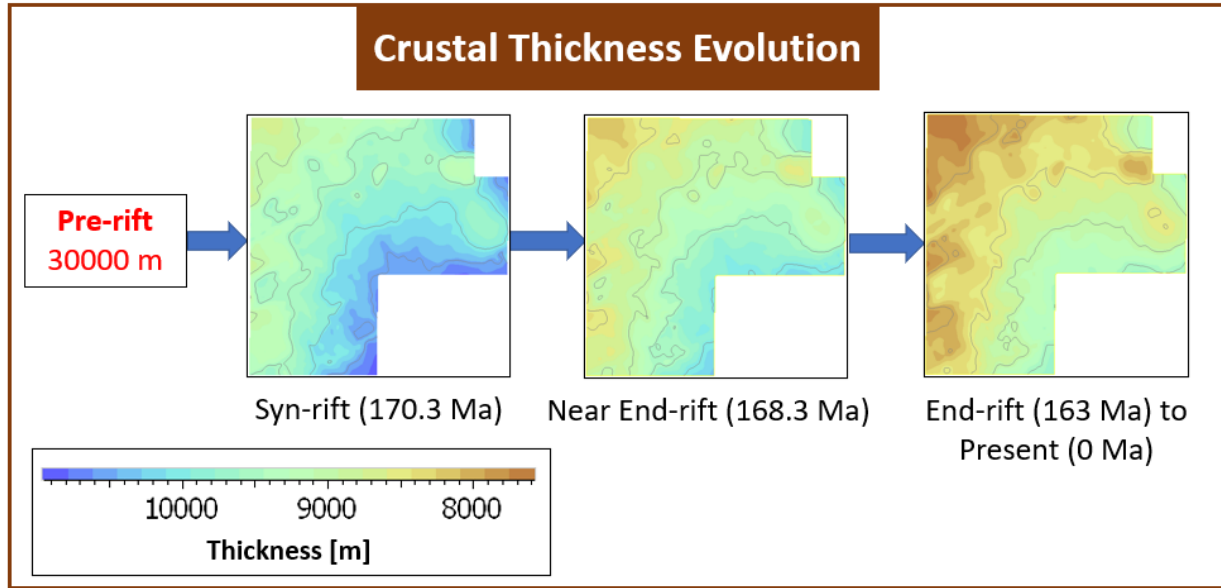 Crustal Thickness Evolution
Pre-rift
30000 m
Syn-rift (170.3 Ma)
Near End-rift (168.3 Ma)
End-rift (163 Ma) to
Present (0 Ma)
10000 9000 8000
Thickness [m]